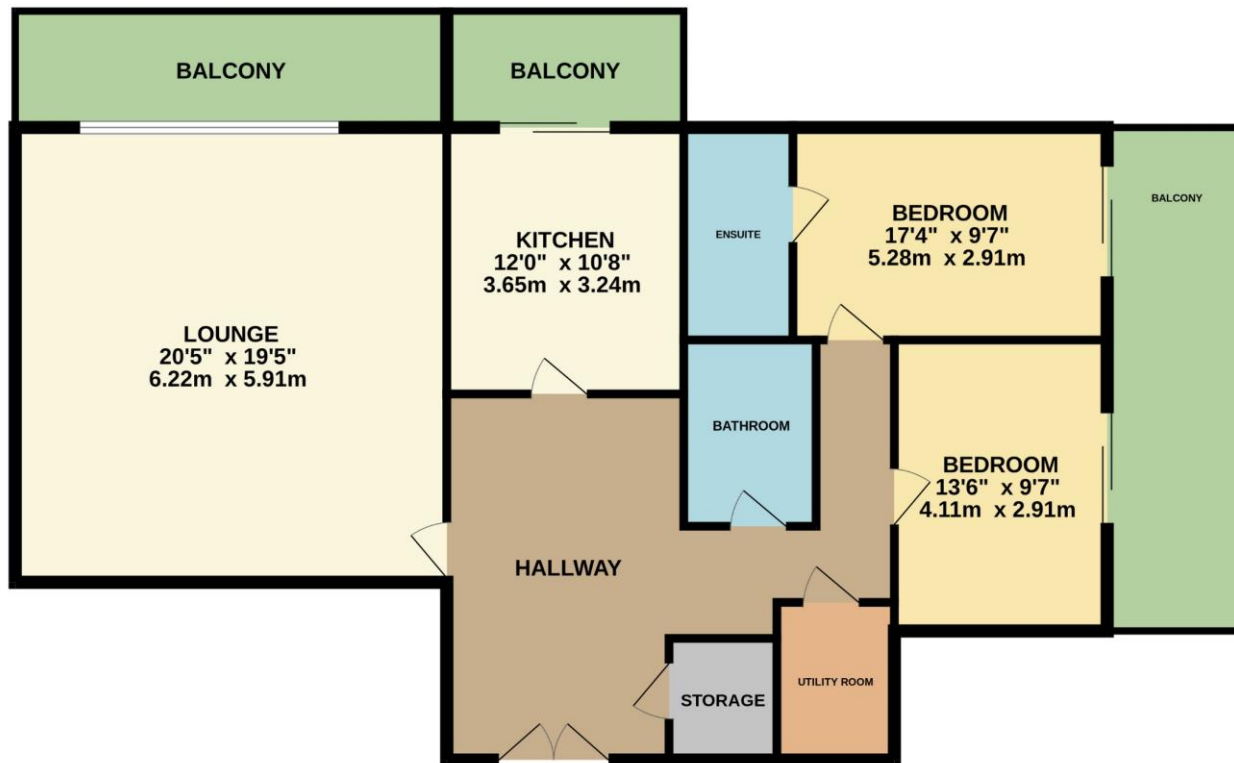 BALCONY
BALCONY
BALCONY
LOUNGE
20'5" x 19'5"
6.22m x 5.91m
KITCHEN
12'0" x 10'8"
3.65m x 3.24m
ENSUITE
BEDROOM
17'4" x 9'7"
5.28m x 2.91m
BATHROOM
BEDROOM
13'6" x 9'7"
4.11m x 2.91m
HALLWAY
STORAGE
UTILITY ROOM